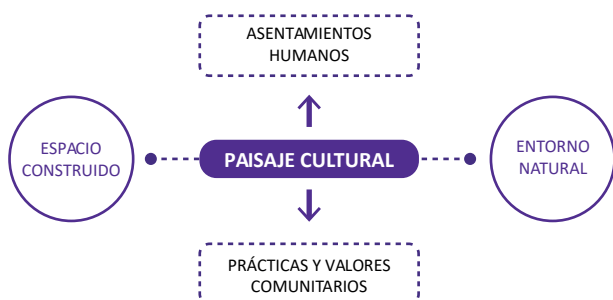 ASENTAMIENTOS
HUMANOS
ESPACIO
CONSTRUIDO
PAISAJE CULTURAL
ENTORNO
NATURAL
PRÁCTICAS Y VALORES
COMUNITARIOS